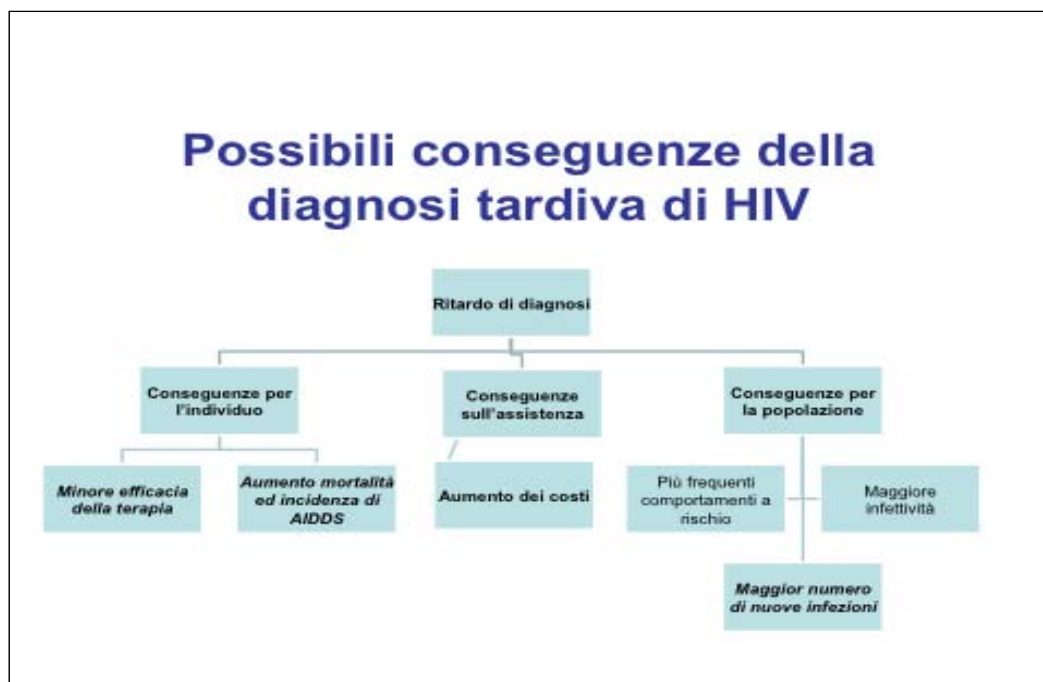 Possibili conseguenze della
diagnosi tardiva di HIV
Ritardo di diagnosi
Conseguenze per
l'individuo
Conseguenze
sull'assistenza
Conseguenze per
la popolazione
Minore efficacia
della terapia
Aumento mortalità
ed incidenza di
AIDDS
Aumento dei costi
Più frequenti
comportamenti a
rischio
Maggiore
infettività
Maggior numero
di nuove infezioni